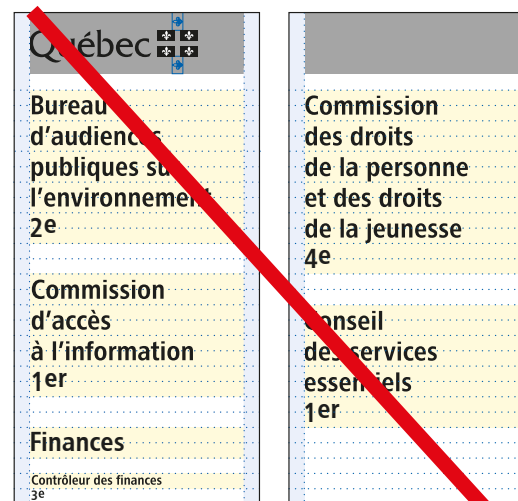 Québec
Bureau
d'audiences
publiques sur
l'environnement
2e
Commission
d'accès
à l'information
1er
Finances
Contrôleur des finances
3e
Commission
des droits
de la personne
et des droits
de la jeunesse
4e
Conseil
des services
essentiels
1er